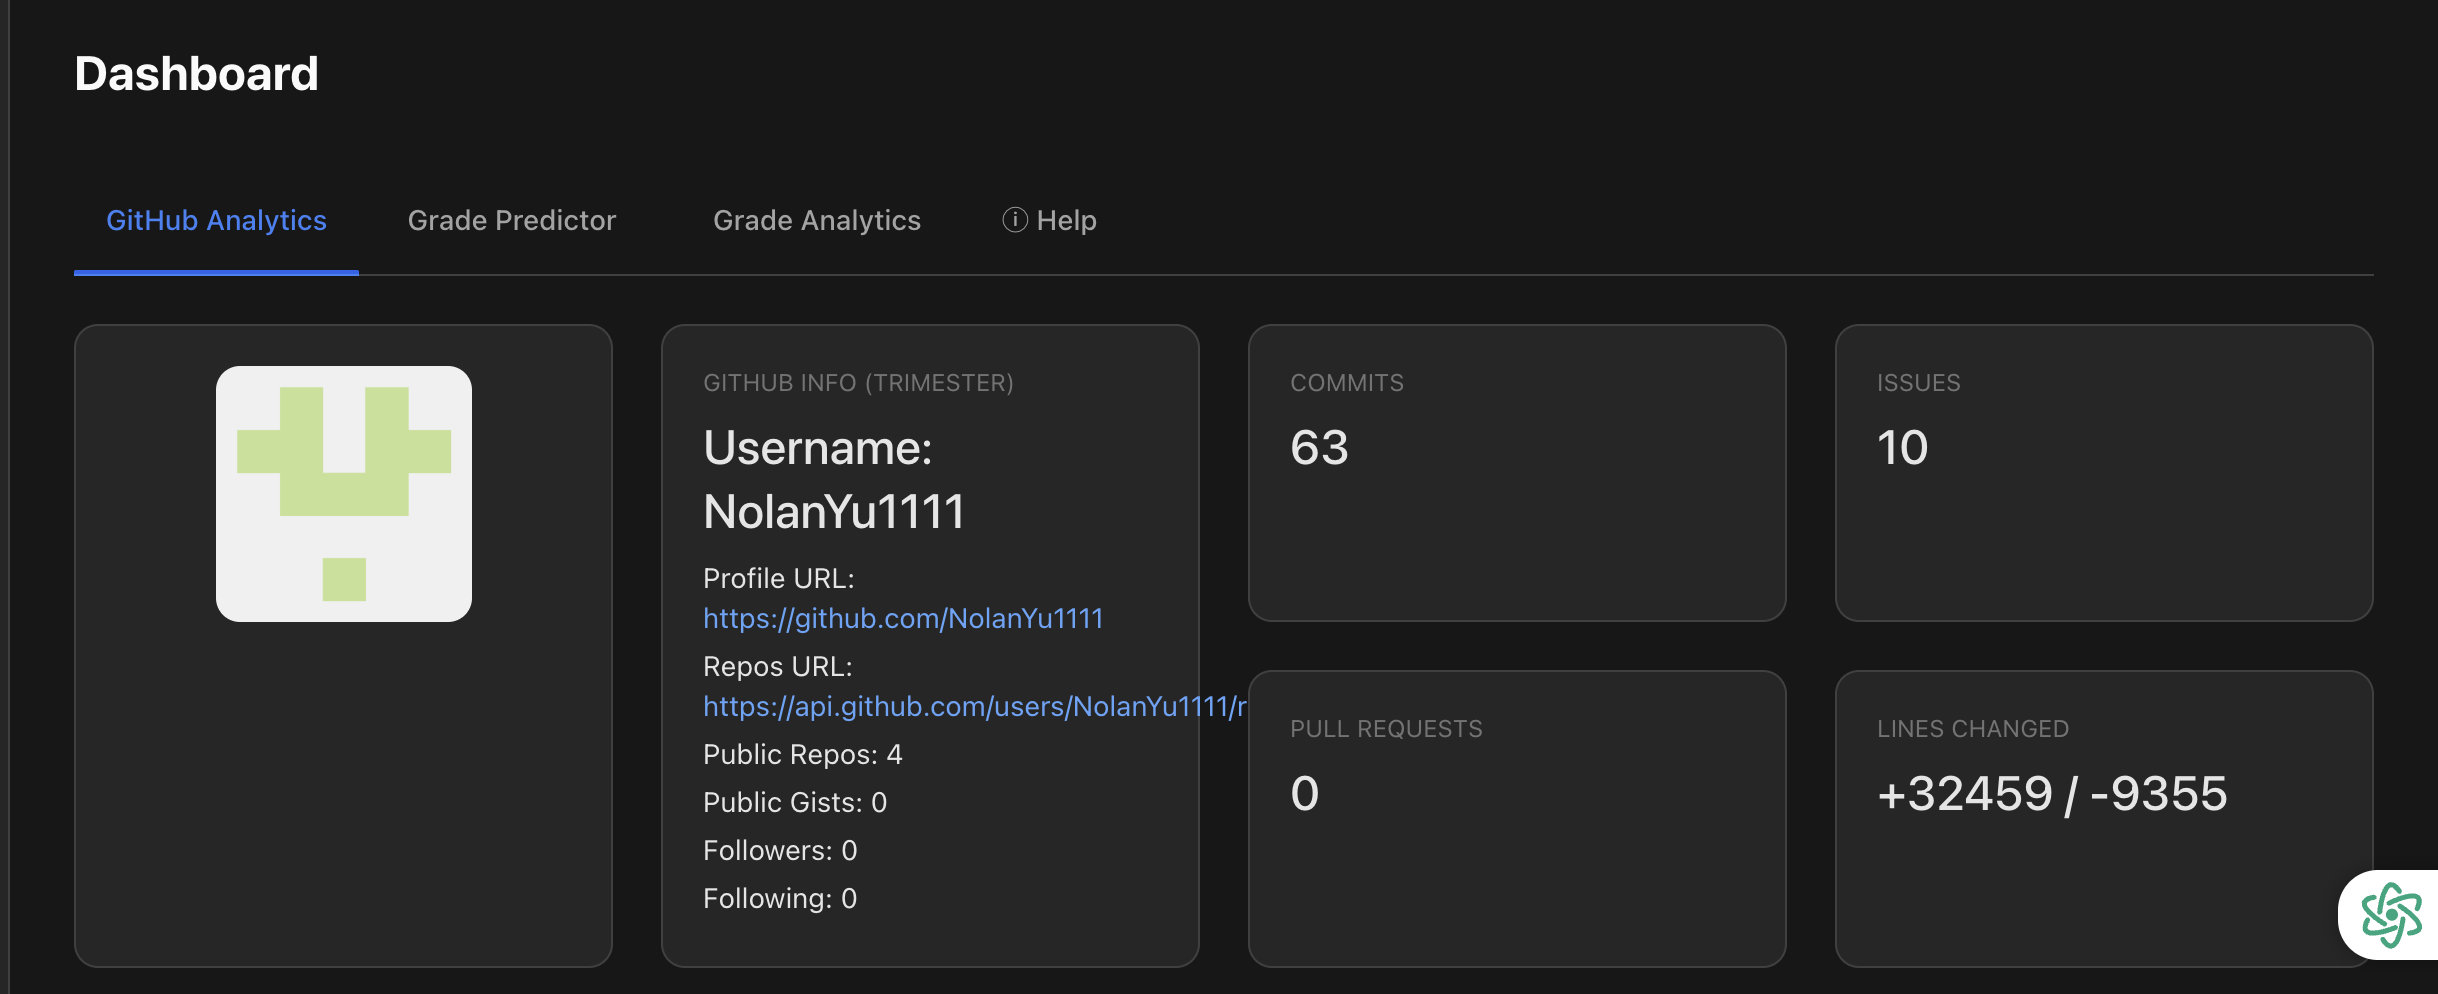 Dashboard
GitHub Analytics
Grade Predictor
Grade Analytics
ⓘ Help
GITHUB INFO (TRIMESTER)
Username:
NolanYu1111
Profile URL:
https://github.com/NolanYu1111
Repos URL:
https://api.github.com/users/NolanYu1111/r
Public Repos: 4
Public Gists: 0
Followers: 0
Following: 0
COMMITS
63
ISSUES
10
PULL REQUESTS
0
LINES CHANGED
+32459 / -9355